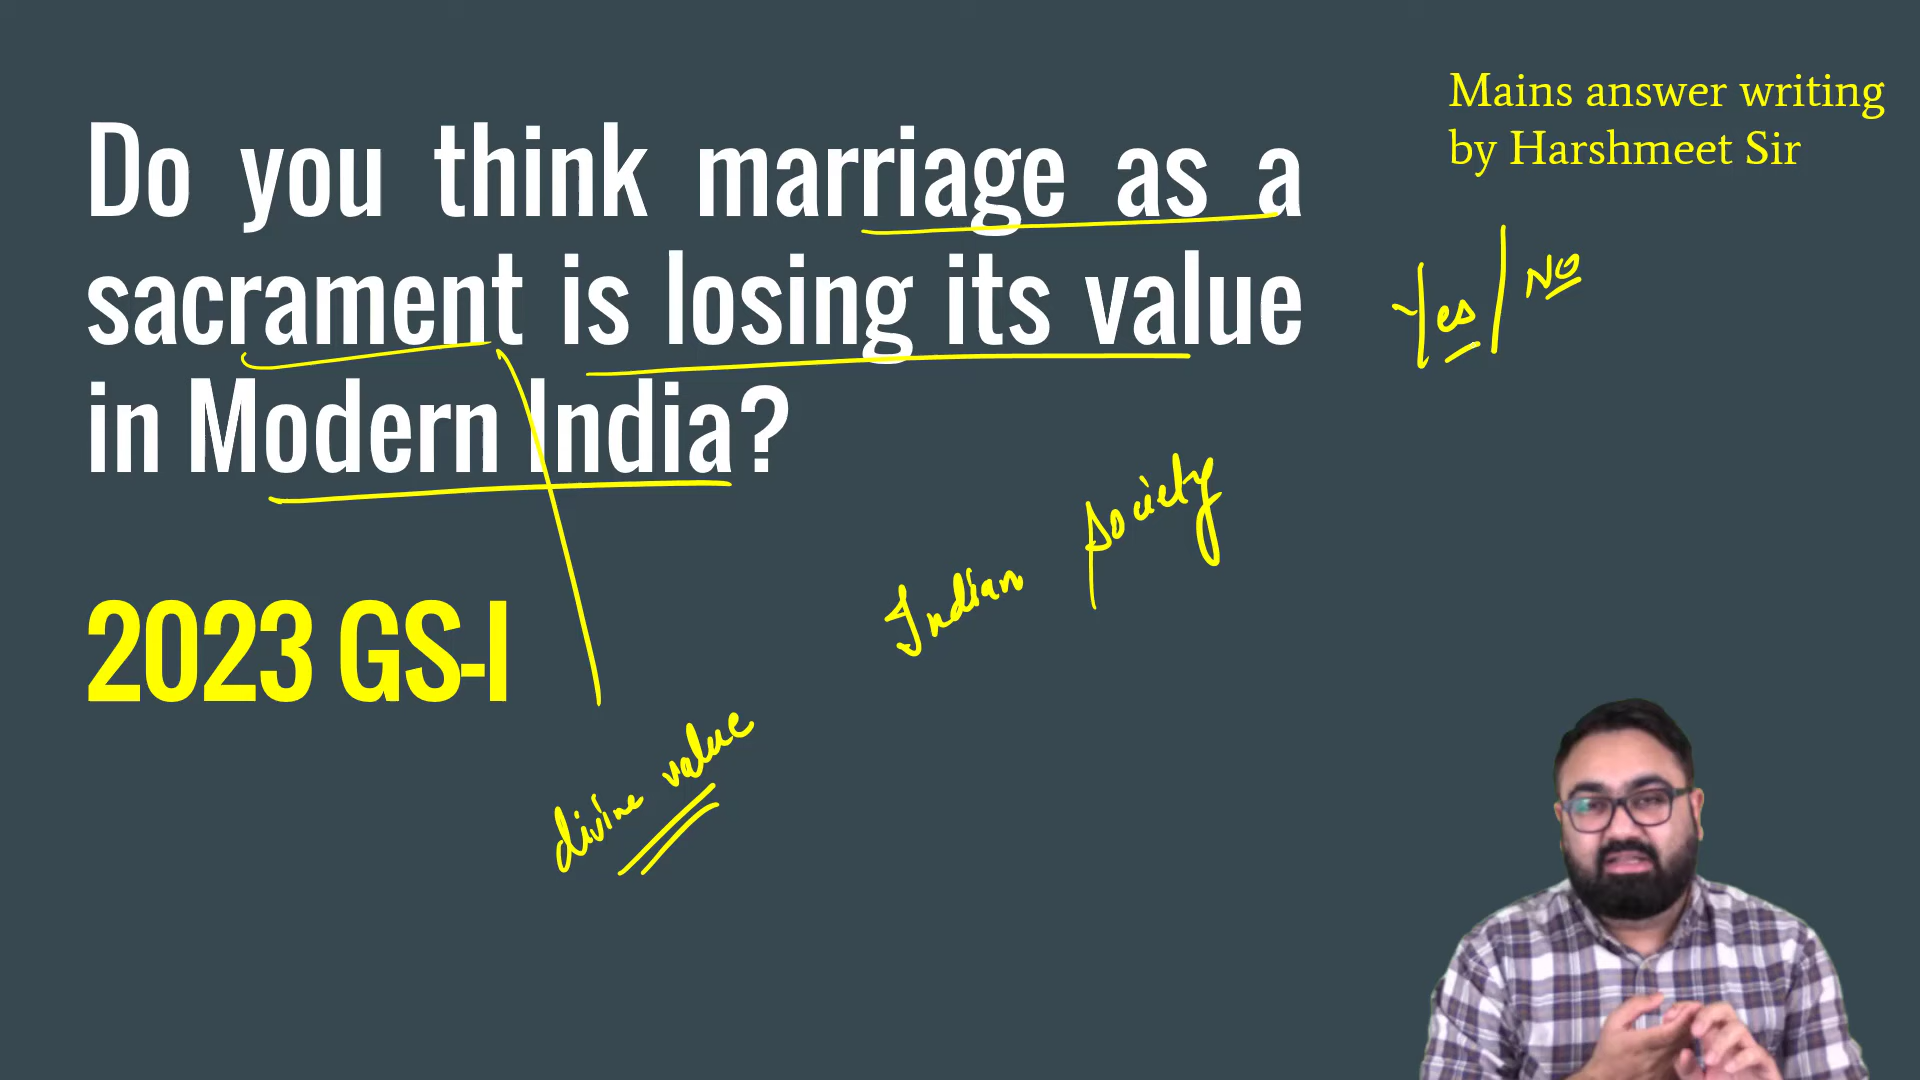 Do you think marriage as a
sacrament is losing its value
in Modern India?
2023 GS-I
Mains answer writing
by Harshmeet Sir
Yes/No
Indian society
divine value